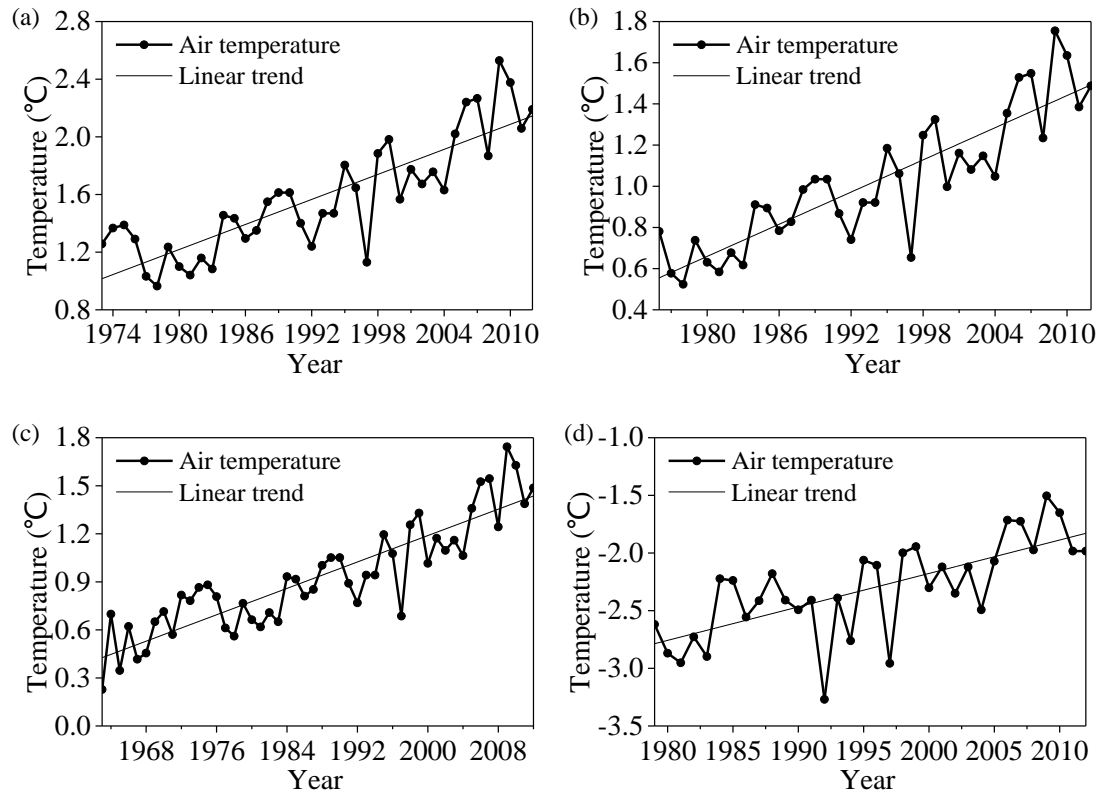 (a)
2.8
2.4
2.0
1.6
1.2
0.8
Temperature (℃)
Air temperature
Linear trend
1974 1980 1986 1992 1998 2004 2010
Year
(b)
1.8
1.6
1.4
1.2
1.0
0.8
0.6
0.4
Temperature (℃)
Air temperature
Linear trend
1980 1986 1992 1998 2004 2010
Year
(c)
1.8
1.5
1.2
0.9
0.6
0.3
0.0
Temperature (℃)
Air temperature
Linear trend
1968 1976 1984 1992 2000 2008
Year
(d)
-1.0
-1.5
-2.0
-2.5
-3.0
-3.5
Temperature (℃)
Air temperature
Linear trend
1980 1985 1990 1995 2000 2005 2010
Year